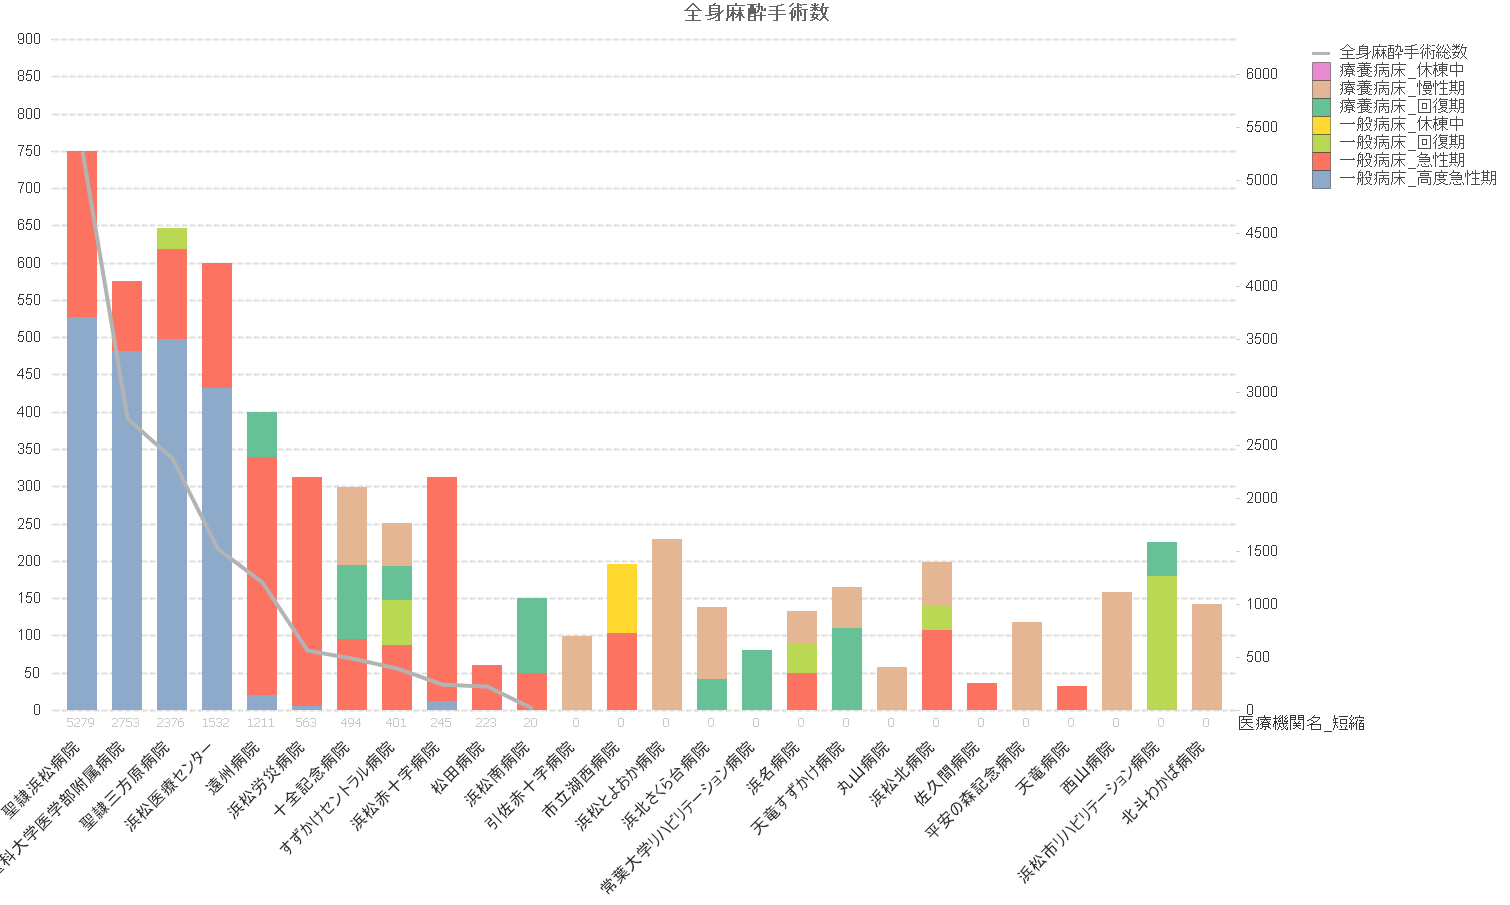 全身麻酔手術数
900
850
800
750
700
650
600
550
500
450
400
350
300
250
200
150
100
50
0
6000
5500
5000
4500
4000
3500
3000
2500
2000
1500
1000
500
0
全身麻酔手術総数
療養病床_休棟中
療養病床_慢性期
療養病床_回復期
一般病床_休棟中
一般病床_回復期
一般病床_急性期
一般病床_高度急性期
5279 2753 2376 1532 1211 563 494 401 245 223 20 0 0 0 0 0 0 0 0 0 0 0 0 0 0 0
医療機関名_短縮
聖隷浜松病院
科大学医学部附属病院
聖隷三方原病院
浜松医療センター
遠州病院
浜松労災病院
十全記念病院
すずかけセントラル病院
浜松赤十字病院
松田病院
浜松南病院
引佐赤十字病院
市立湖西病院
浜松とよおか病院
浜北さくら台病院
常葉大学リハビリテーション病院
浜名病院
天竜すずかけ病院
丸山病院
浜松北病院
佐久間病院
平安の森記念病院
天竜病院
西山病院
浜松市リハビリテーション病院
北斗わかば病院